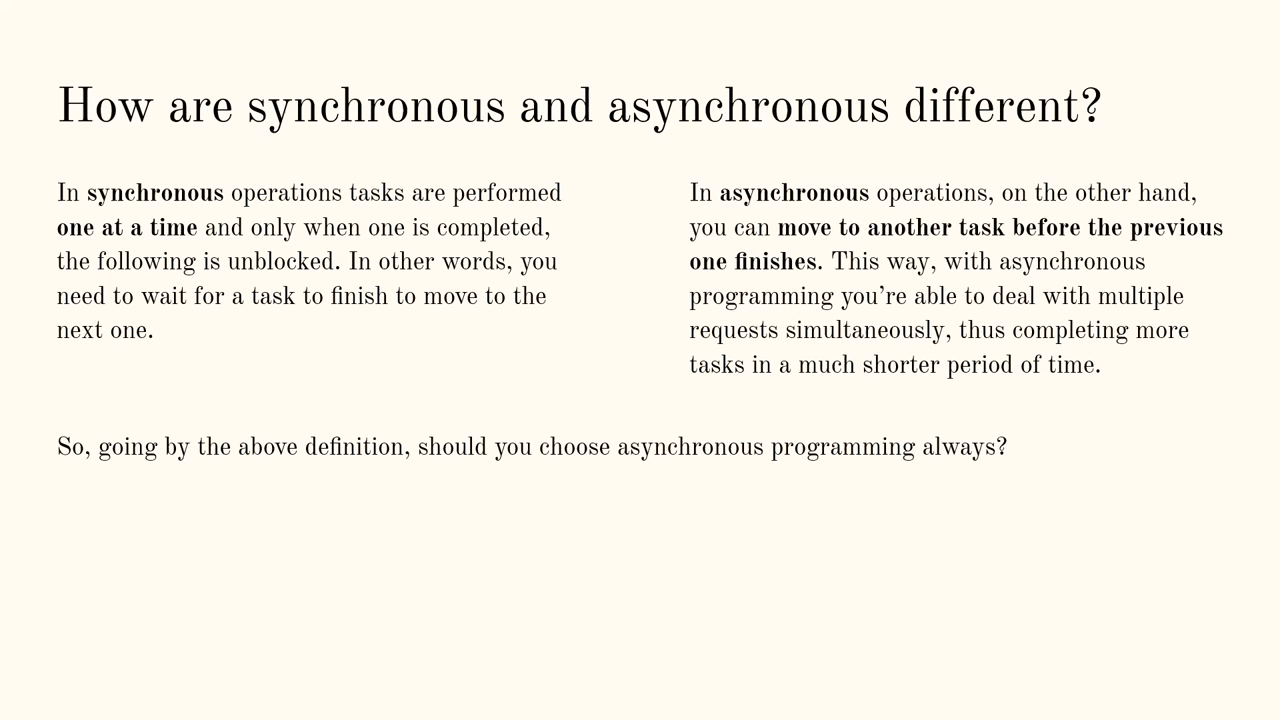 How are synchronous and asynchronous different?
In synchronous operations tasks are performed
one at a time and only when one is completed,
the following is unblocked. In other words, you
need to wait for a task to finish to move to the
next one.
In asynchronous operations, on the other hand,
you can move to another task before the previous
one finishes. This way, with asynchronous
programming you’re able to deal with multiple
requests simultaneously, thus completing more
tasks in a much shorter period of time.
So, going by the above definition, should you choose asynchronous programming always?